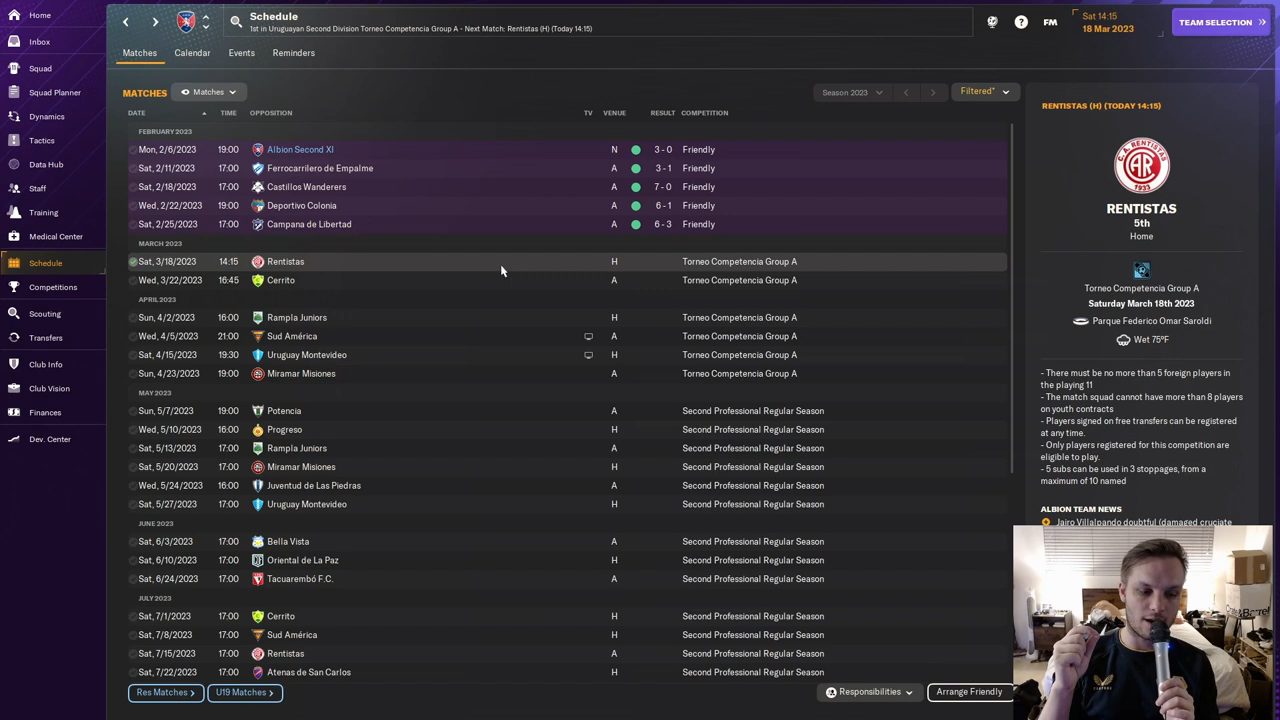 Home
Inbox
Squad
Squad Planner
Dynamics
Tactics
Data Hub
Staff
Training
Medical Center
Schedule
Competitions
Scouting
Transfers
Club Info
Club Vision
Finances
Dev. Center
Schedule
1st in Uruguayan Second Division Torneo Competencia Group A - Next Match: Rentistas (H) (Today 14:15)
FM
Sat 14:15
18 Mar 2023
TEAM SELECTION
Matches Calendar Events Reminders
MATCHES Matches Season 2023 Filtered*
DATE TIME OPPOSITION TV VENUE RESULT COMPETITION
FEBRUARY 2023
Mon, 2/6/2023 19:00 Albion Second XI N 3 - 0 Friendly
Sat, 2/11/2023 17:00 Ferrocarrilero de Empalme A 3 - 1 Friendly
Sat, 2/18/2023 17:00 Castillos Wanderers A 7 - 0 Friendly
Wed, 2/22/2023 19:00 Deportivo Colonia A 6 - 1 Friendly
Sat, 2/25/2023 17:00 Campana de Libertad A 6 - 3 Friendly
MARCH 2023
Sat, 3/18/2023 14:15 Rentistas H Torneo Competencia Group A
Wed, 3/22/2023 16:45 Cerrito A Torneo Competencia Group A
APRIL 2023
Sun, 4/2/2023 16:00 Rampla Juniors H Torneo Competencia Group A
Wed, 4/5/2023 21:00 Sud América A Torneo Competencia Group A
Sat, 4/15/2023 19:30 Uruguay Montevideo H Torneo Competencia Group A
Sun, 4/23/2023 19:00 Miramar Misiones A Torneo Competencia Group A
MAY 2023
Sun, 5/7/2023 19:00 Potencia A Second Professional Regular Season
Wed, 5/10/2023 16:00 Progreso H Second Professional Regular Season
Sat, 5/13/2023 17:00 Rampla Juniors A Second Professional Regular Season
Sat, 5/20/2023 17:00 Miramar Misiones H Second Professional Regular Season
Wed, 5/24/2023 16:00 Juventud de Las Piedras A Second Professional Regular Season
Sat, 5/27/2023 17:00 Uruguay Montevideo H Second Professional Regular Season
JUNE 2023
Sat, 6/3/2023 17:00 Bella Vista A Second Professional Regular Season
Sat, 6/10/2023 17:00 Oriental de La Paz H Second Professional Regular Season
Sat, 6/24/2023 17:00 Tacuarembó F.C. A Second Professional Regular Season
JULY 2023
Sat, 7/1/2023 17:00 Cerrito H Second Professional Regular Season
Sat, 7/8/2023 17:00 Sud América H Second Professional Regular Season
Sat, 7/15/2023 17:00 Rentistas A Second Professional Regular Season
Sat, 7/22/2023 17:00 Atenas de San Carlos H Second Professional Regular Season
Res Matches U19 Matches Responsibilities Arrange Friendly
RENTISTAS (H) (TODAY 14:15)
C. A. RENTISTAS
1933
RENTISTAS
5th
Home
Torneo Competencia Group A
Saturday March 18th 2023
Parque Federico Omar Saroldi
Wet 75°F
- There must be no more than 5 foreign players in
the playing 11
- The match squad cannot have more than 8 players
on youth contracts
- Players signed on free transfers can be registered
at any time.
- Only players registered for this competition are
eligible to play.
- 5 subs can be used in 3 stoppages, from a
maximum of 10 named
ALBION TEAM NEWS
Jairo Villalpando doubtful (damaged cruciate